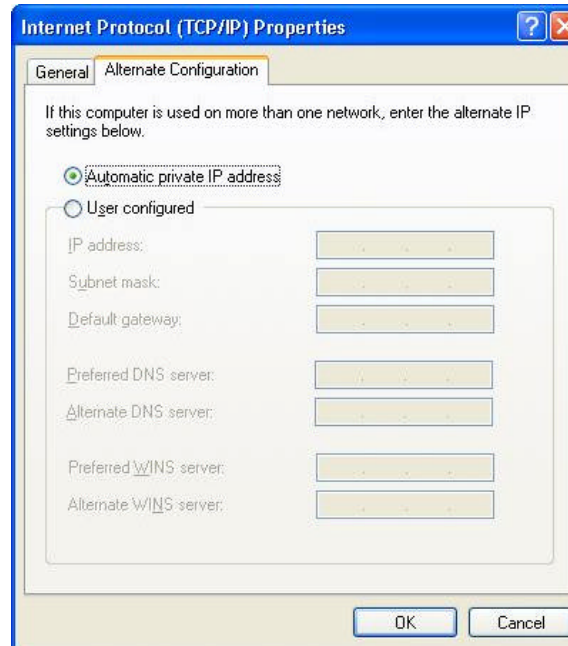 Internet Protocol (TCP/IP) Properties
General
Alternate Configuration
If this computer is used on more than one network, enter the alternate IP
settings below.
Automatic private IP address
User configured
IP address:
Subnet mask:
Default gateway:
Preferred DNS server:
Alternate DNS server:
Preferred WINS server:
Alternate WINS server:
OK
Cancel